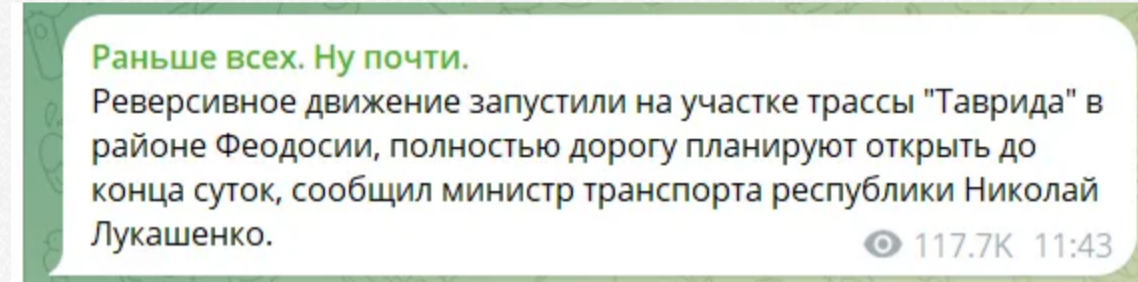 Раньше всех. Ну почти.
Реверсивное движение запустили на участке трассы "Таврида" в
районе Феодосии, полностью дорогу планируют открыть до
конца суток, сообщил министр транспорта республики Николай
Лукашенко.
117.7K 11:43